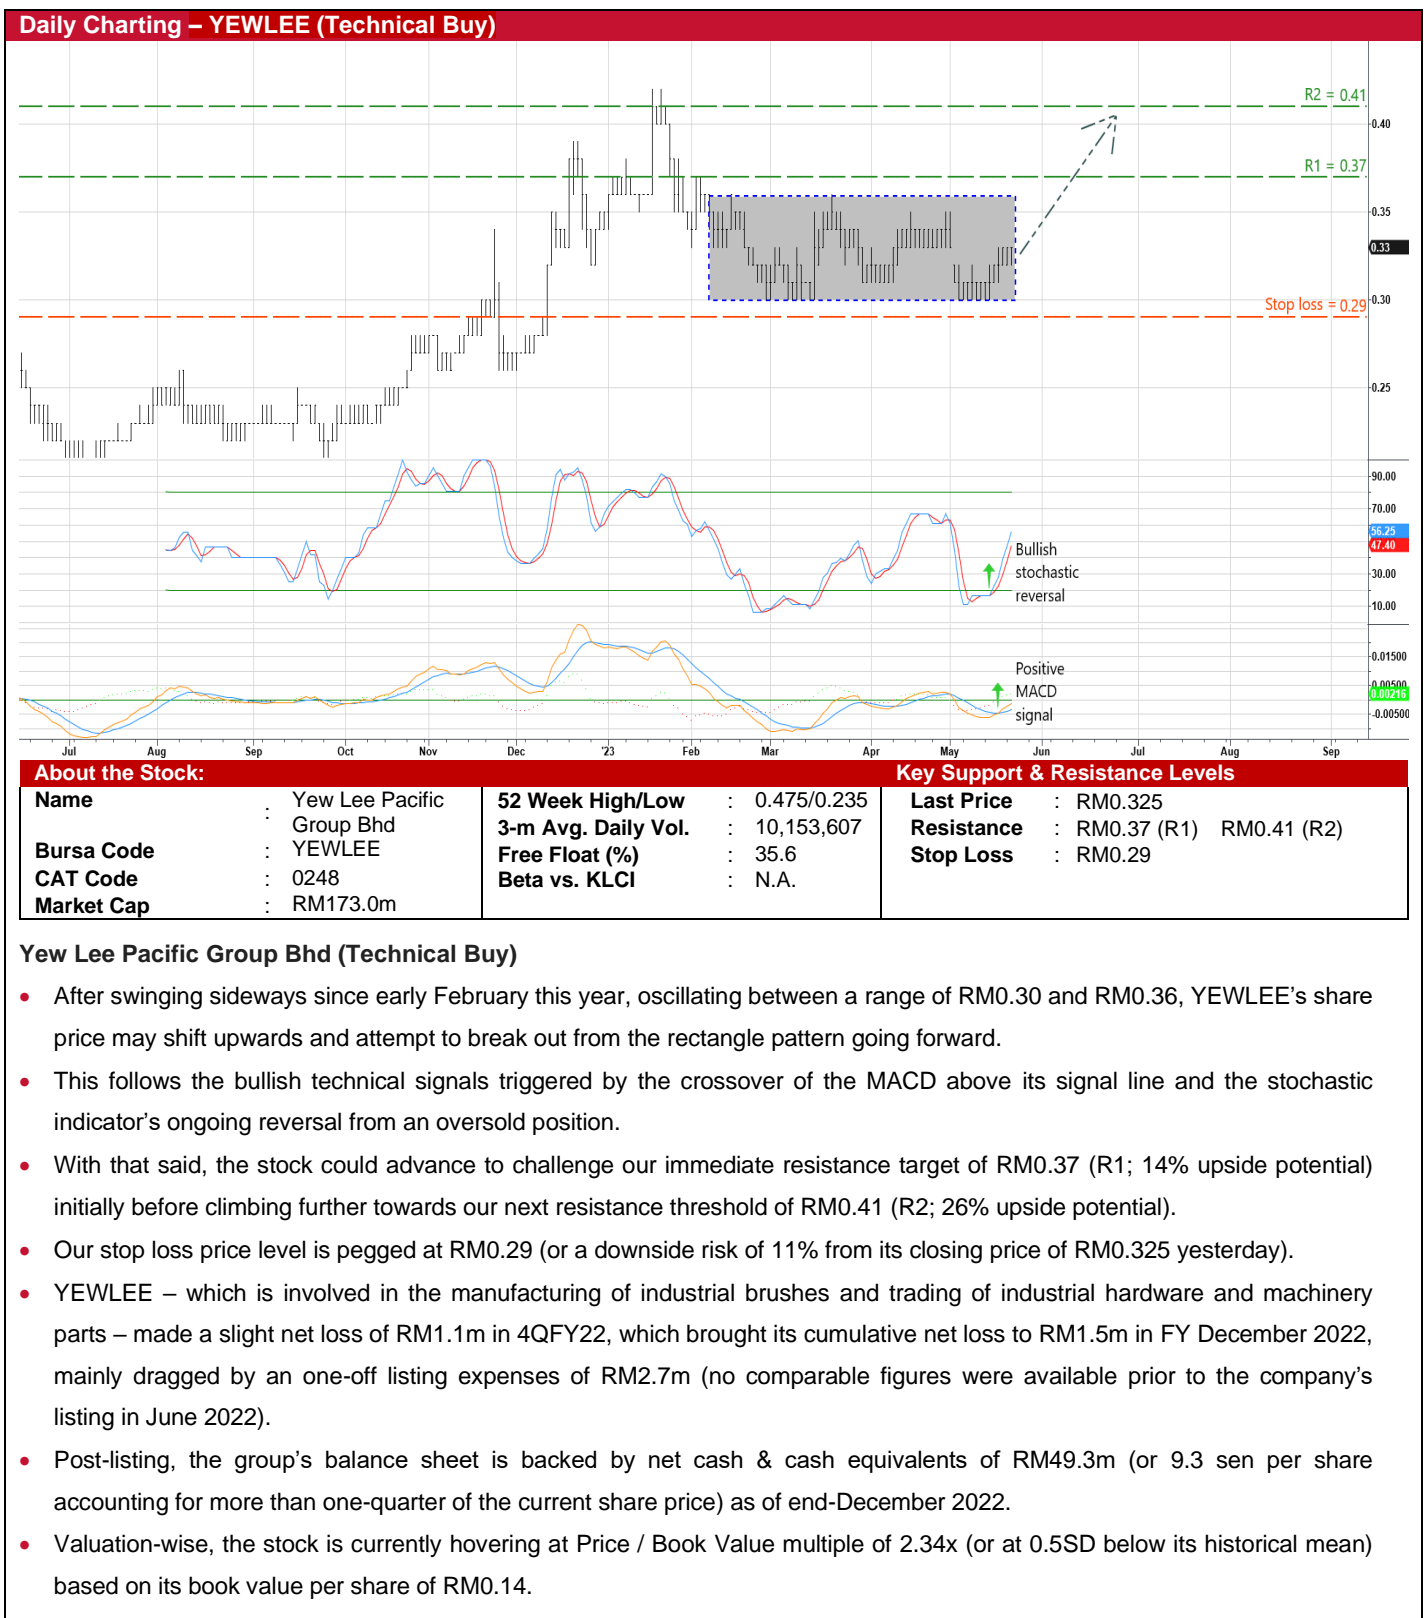 Daily Charting – YEWLEE (Technical Buy)
R2 = 0.41
0.40
R1 = 0.37
0.35
0.33
0.30
Stop loss = 0.29
0.25
90.00
70.00
56.25
47.40
Bullish
stochastic
reversal
30.00
10.00
0.01500
Positive
MACD
signal
0.00500
0.00216
-0.00500
Jul Aug Sep Oct Nov Dec '23 Feb Mar Apr May Jun Jul Aug Sep
About the Stock: Key Support & Resistance Levels
Name : Yew Lee Pacific
Group Bhd
Bursa Code : YEWLEE
CAT Code : 0248
Market Cap : RM173.0m
52 Week High/Low : 0.475/0.235
3-m Avg. Daily Vol. : 10,153,607
Free Float (%) : 35.6
Beta vs. KLCI : N.A.
Last Price : RM0.325
Resistance : RM0.37 (R1) RM0.41 (R2)
Stop Loss : RM0.29
Yew Lee Pacific Group Bhd (Technical Buy)
• After swinging sideways since early February this year, oscillating between a range of RM0.30 and RM0.36, YEWLEE's share
price may shift upwards and attempt to break out from the rectangle pattern going forward.
• This follows the bullish technical signals triggered by the crossover of the MACD above its signal line and the stochastic
indicator's ongoing reversal from an oversold position.
• With that said, the stock could advance to challenge our immediate resistance target of RM0.37 (R1; 14% upside potential)
initially before climbing further towards our next resistance threshold of RM0.41 (R2; 26% upside potential).
• Our stop loss price level is pegged at RM0.29 (or a downside risk of 11% from its closing price of RM0.325 yesterday).
• YEWLEE – which is involved in the manufacturing of industrial brushes and trading of industrial hardware and machinery
parts – made a slight net loss of RM1.1m in 4QFY22, which brought its cumulative net loss to RM1.5m in FY December 2022,
mainly dragged by an one-off listing expenses of RM2.7m (no comparable figures were available prior to the company's
listing in June 2022).
• Post-listing, the group's balance sheet is backed by net cash & cash equivalents of RM49.3m (or 9.3 sen per share
accounting for more than one-quarter of the current share price) as of end-December 2022.
• Valuation-wise, the stock is currently hovering at Price / Book Value multiple of 2.34x (or at 0.5SD below its historical mean)
based on its book value per share of RM0.14.